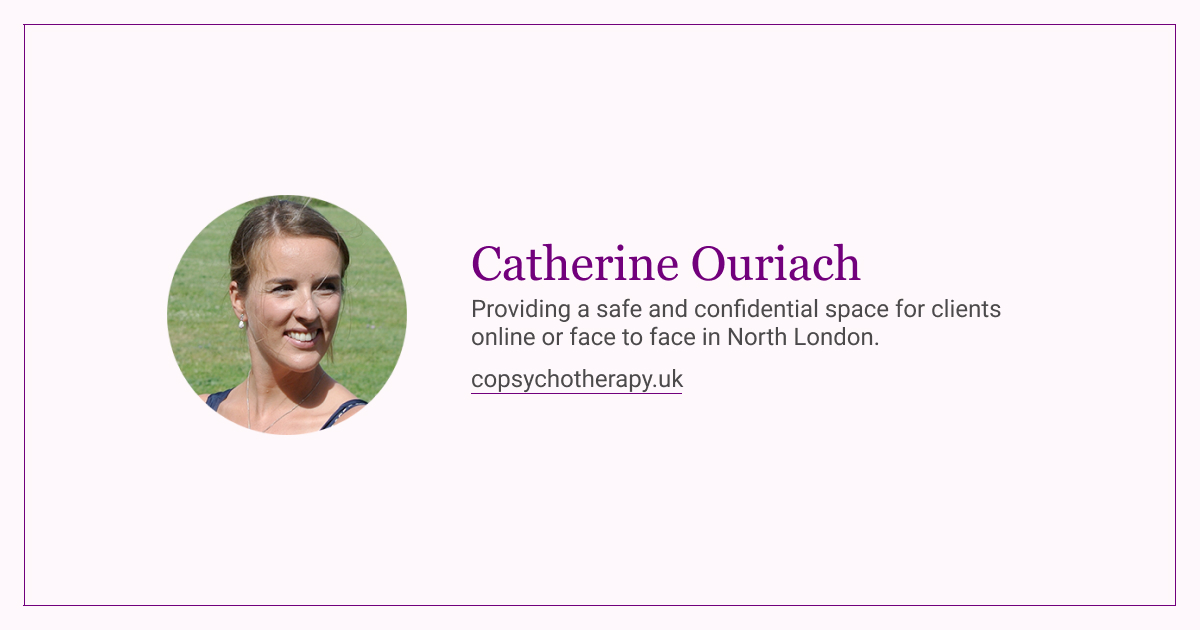 Catherine Ouriach
Providing a safe and confidential space for clients
online or face to face in North London.
copsychotherapy.uk